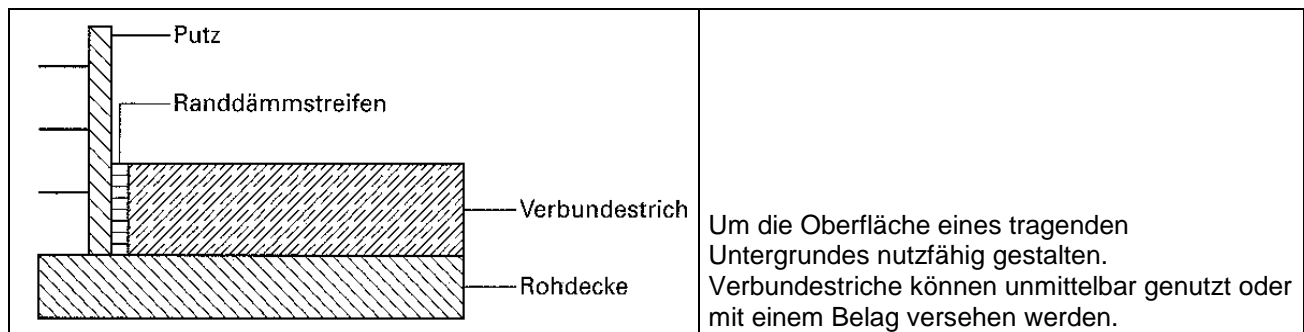 Putz
Randdämmstreifen
Verbundestrich
Rohdecke
Um die Oberfläche eines tragenden
Untergrundes nutzfähig gestalten.
Verbundestriche können unmittelbar genutzt oder
mit einem Belag versehen werden.